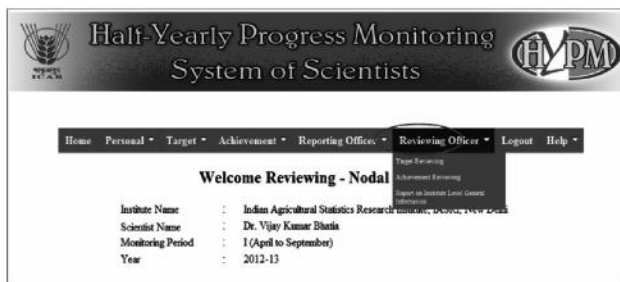 Half-Yearly Progress Monitoring
System of Scientists
ICAR
HYPM
Home Personal Target Achievement Reporting Officer Reviewing Officer Logout Help
Target Reviewing
Achievement Reviewing
Report on Institute Level General
Information
Welcome Reviewing - Nodal
Institute Name : Indian Agricultural Statistics Research New Delhi
Scientist Name : Dr. Vijay Kumar Bhatia
Monitoring Period : I (April to September)
Year : 2012-13